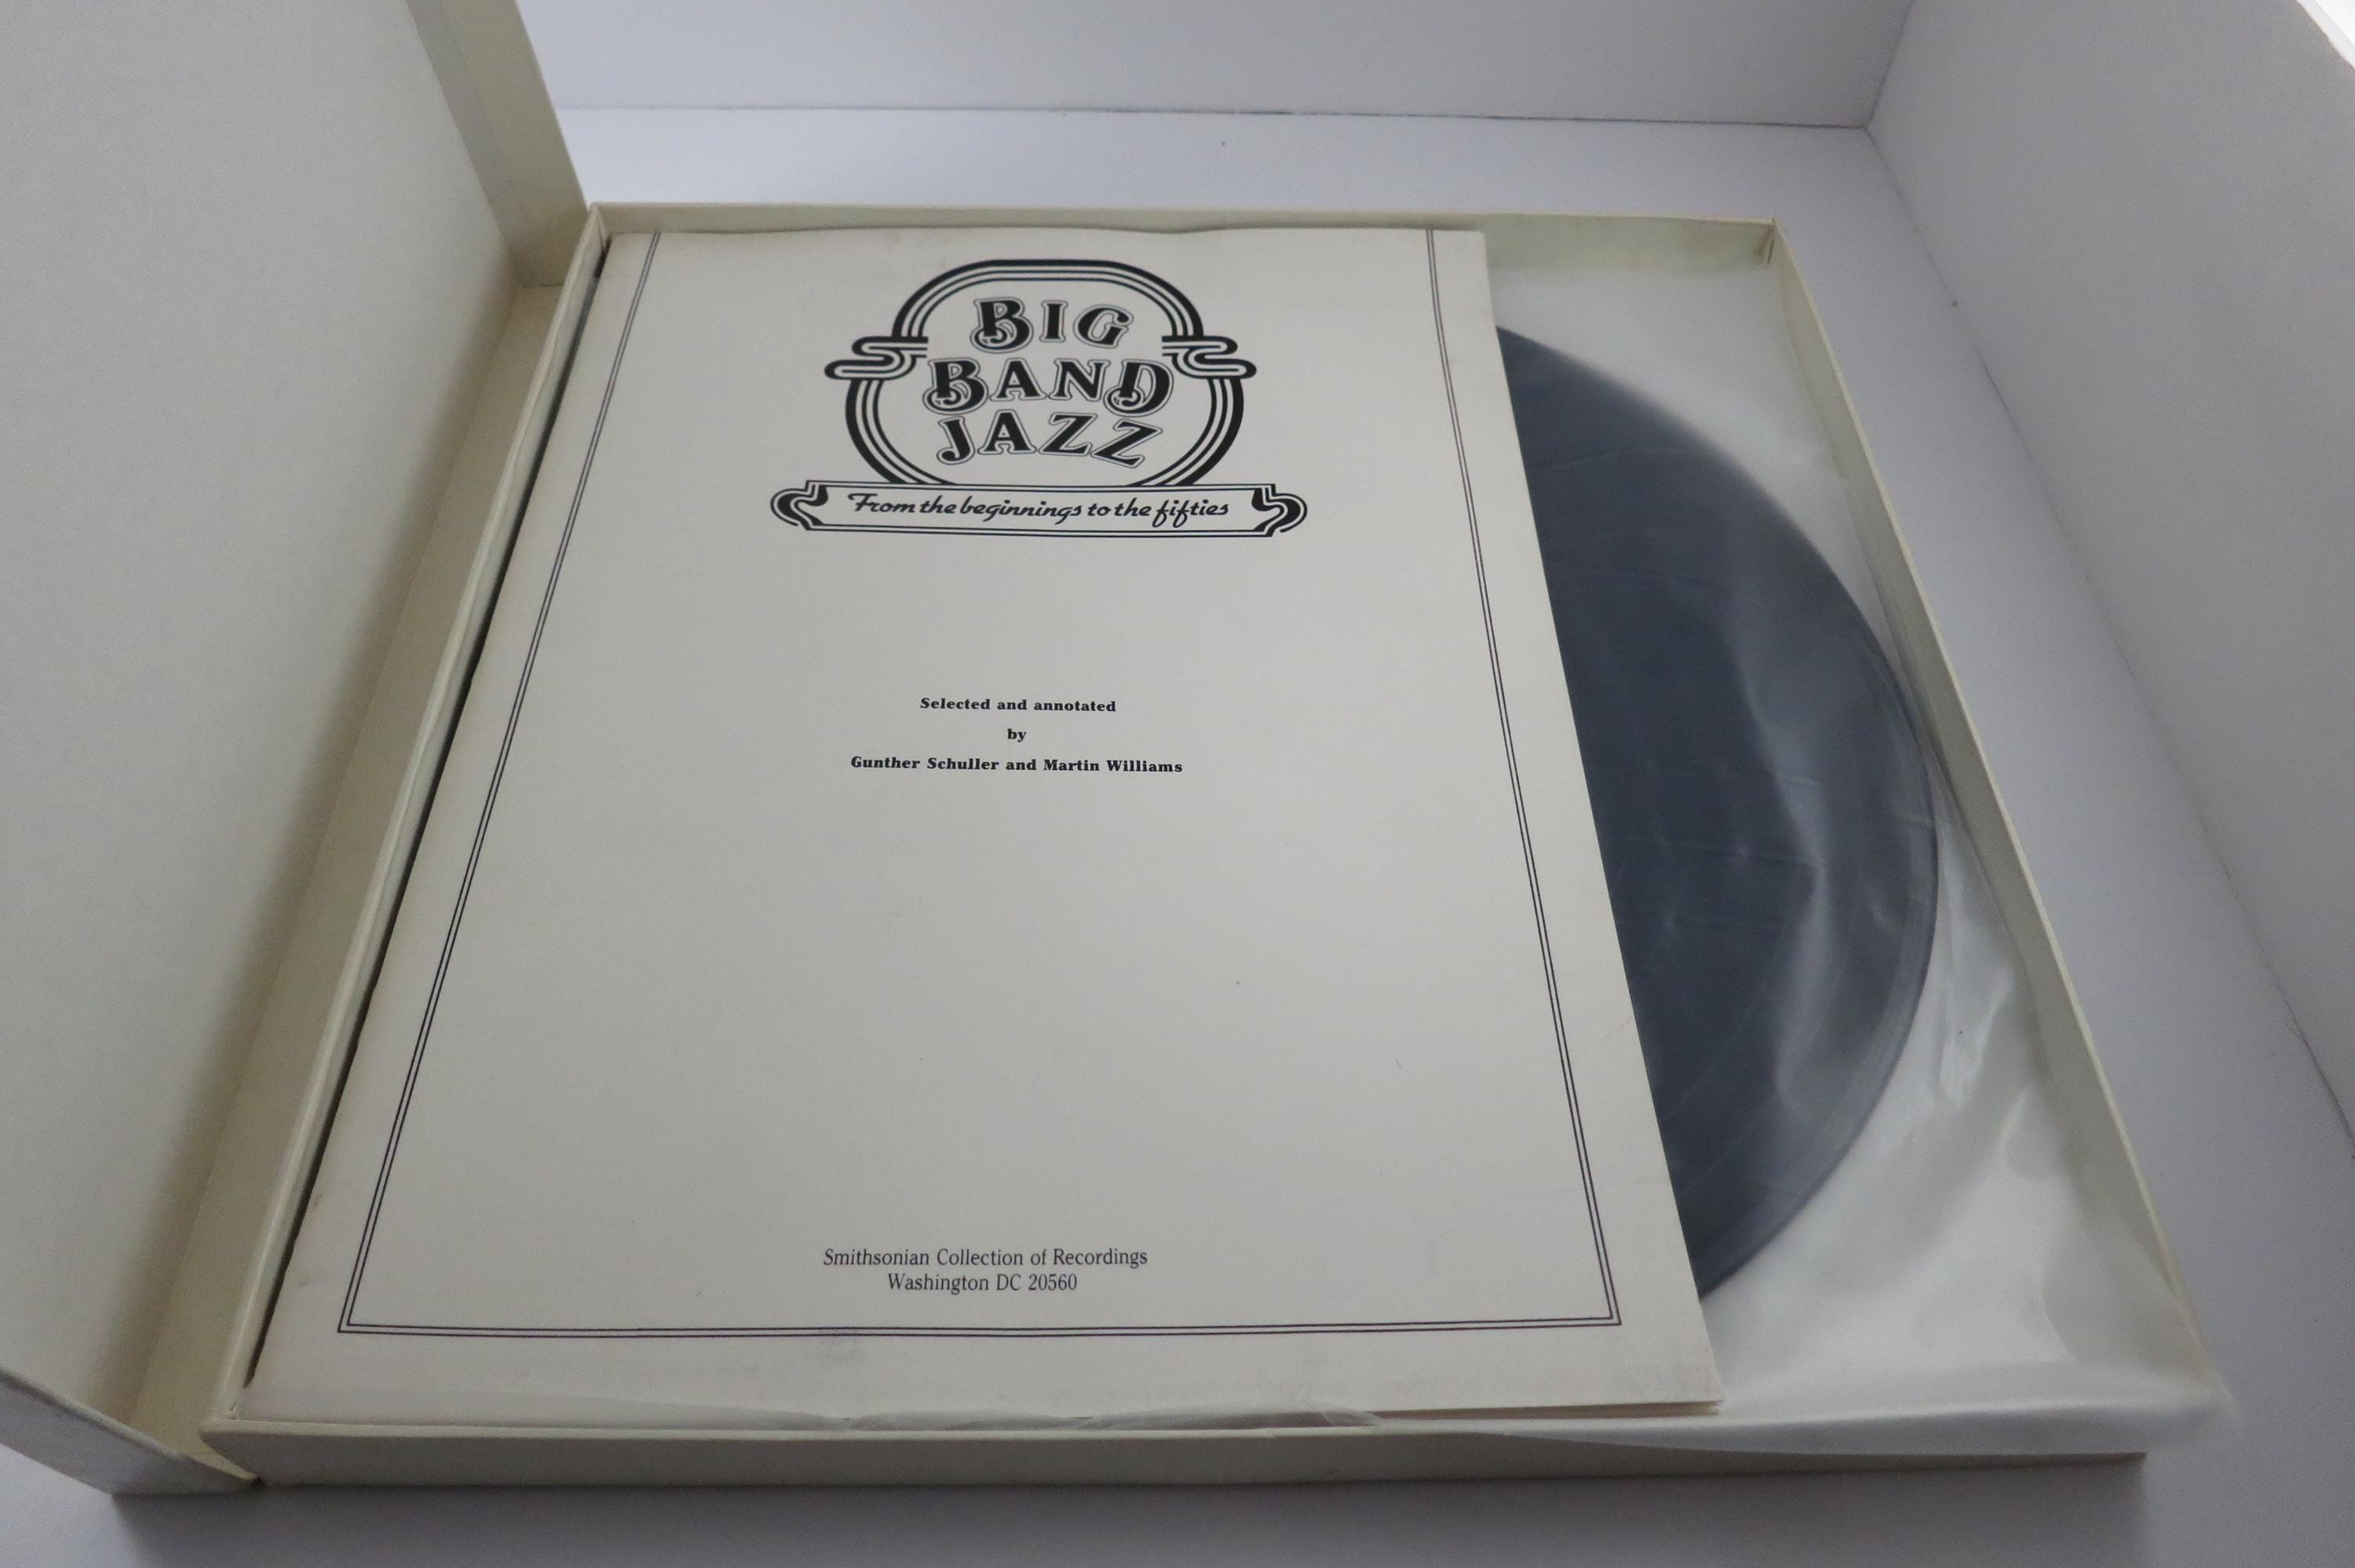 BIG
BAND
JAZZ
From the beginnings to the fifties
Selected and annotated
by
Gunther Schuller and Martin Williams
Smithsonian Collection of Recordings
Washington DC 20560